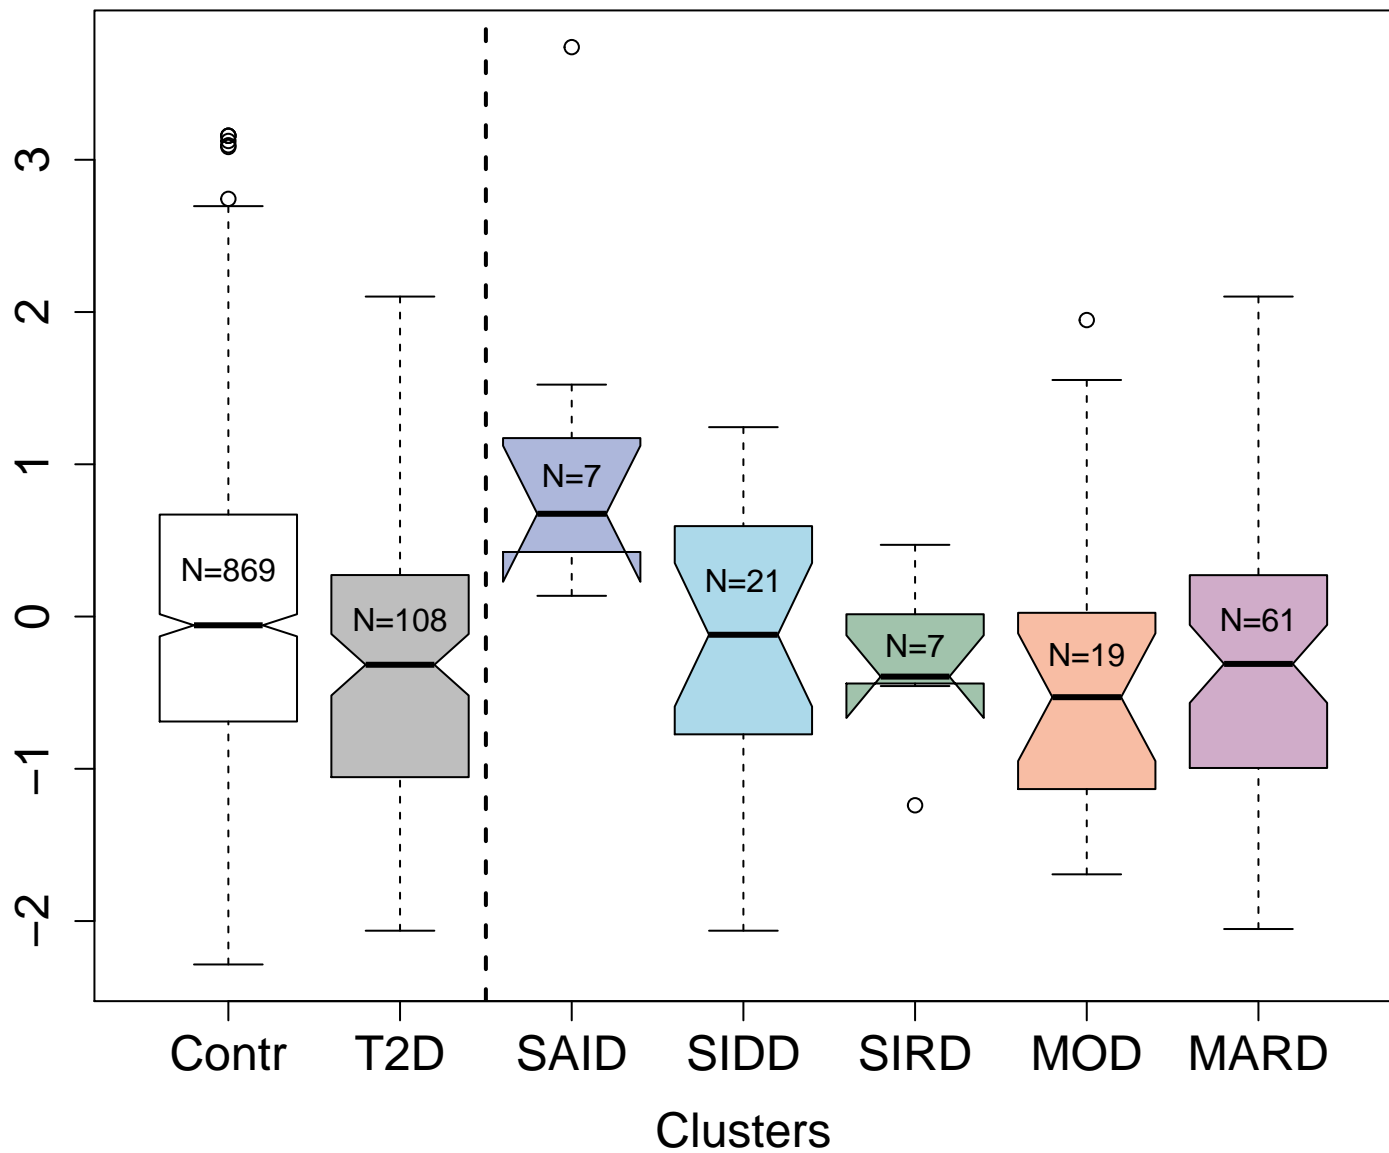 3
2
1
0
−1
−2
N=869
N=108
N=7
N=21
N=7
N=19
N=61
Contr T2D SAID SIDD SIRD MOD MARD
Clusters